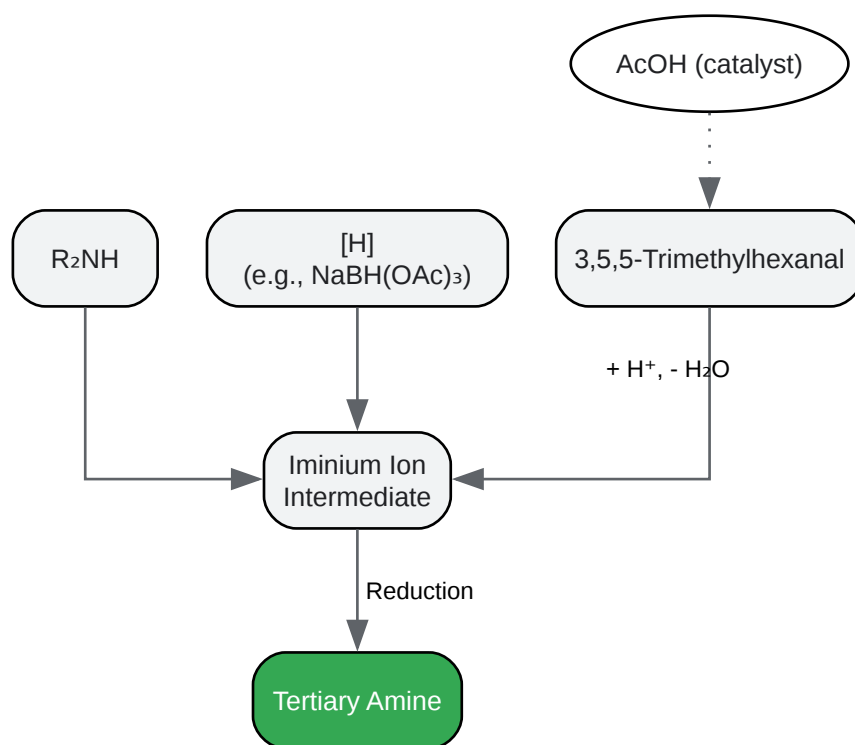 AcOH (catalyst)
R₂NH
[H]
(e.g., NaBH(OAc)₃)
3,5,5-Trimethylhexanal
+ H⁺, - H₂O
Iminium Ion
Intermediate
Reduction
Tertiary Amine